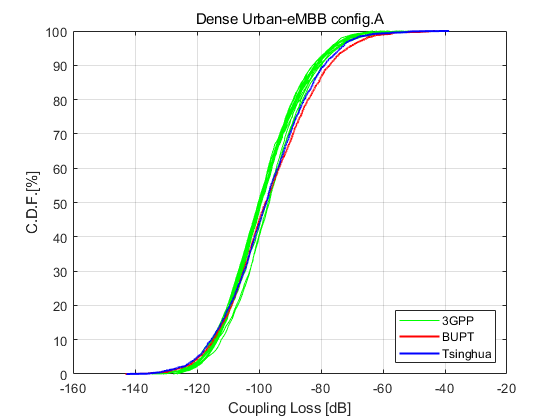 Dense Urban-eMBB config.A
100
90
80
70
60
50
40
30
20
10
0
C.D.F.[%]
-160 -140 -120 -100 -80 -60 -40 -20
Coupling Loss [dB]
3GPP
BUPT
Tsinghua